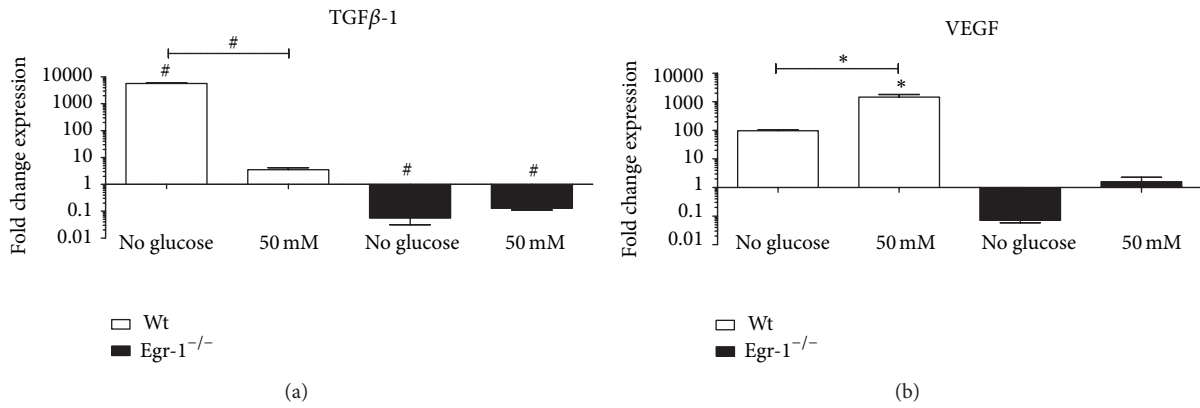 TGFβ-1
#
#
#
#
Fold change expression
10000
1000
100
10
1
0.1
0.01
No glucose 50 mM No glucose 50 mM
Wt
Egr-1−/−
(a)
VEGF
*
*
Fold change expression
10000
1000
100
10
1
0.1
0.01
No glucose 50 mM No glucose 50 mM
Wt
Egr-1−/−
(b)